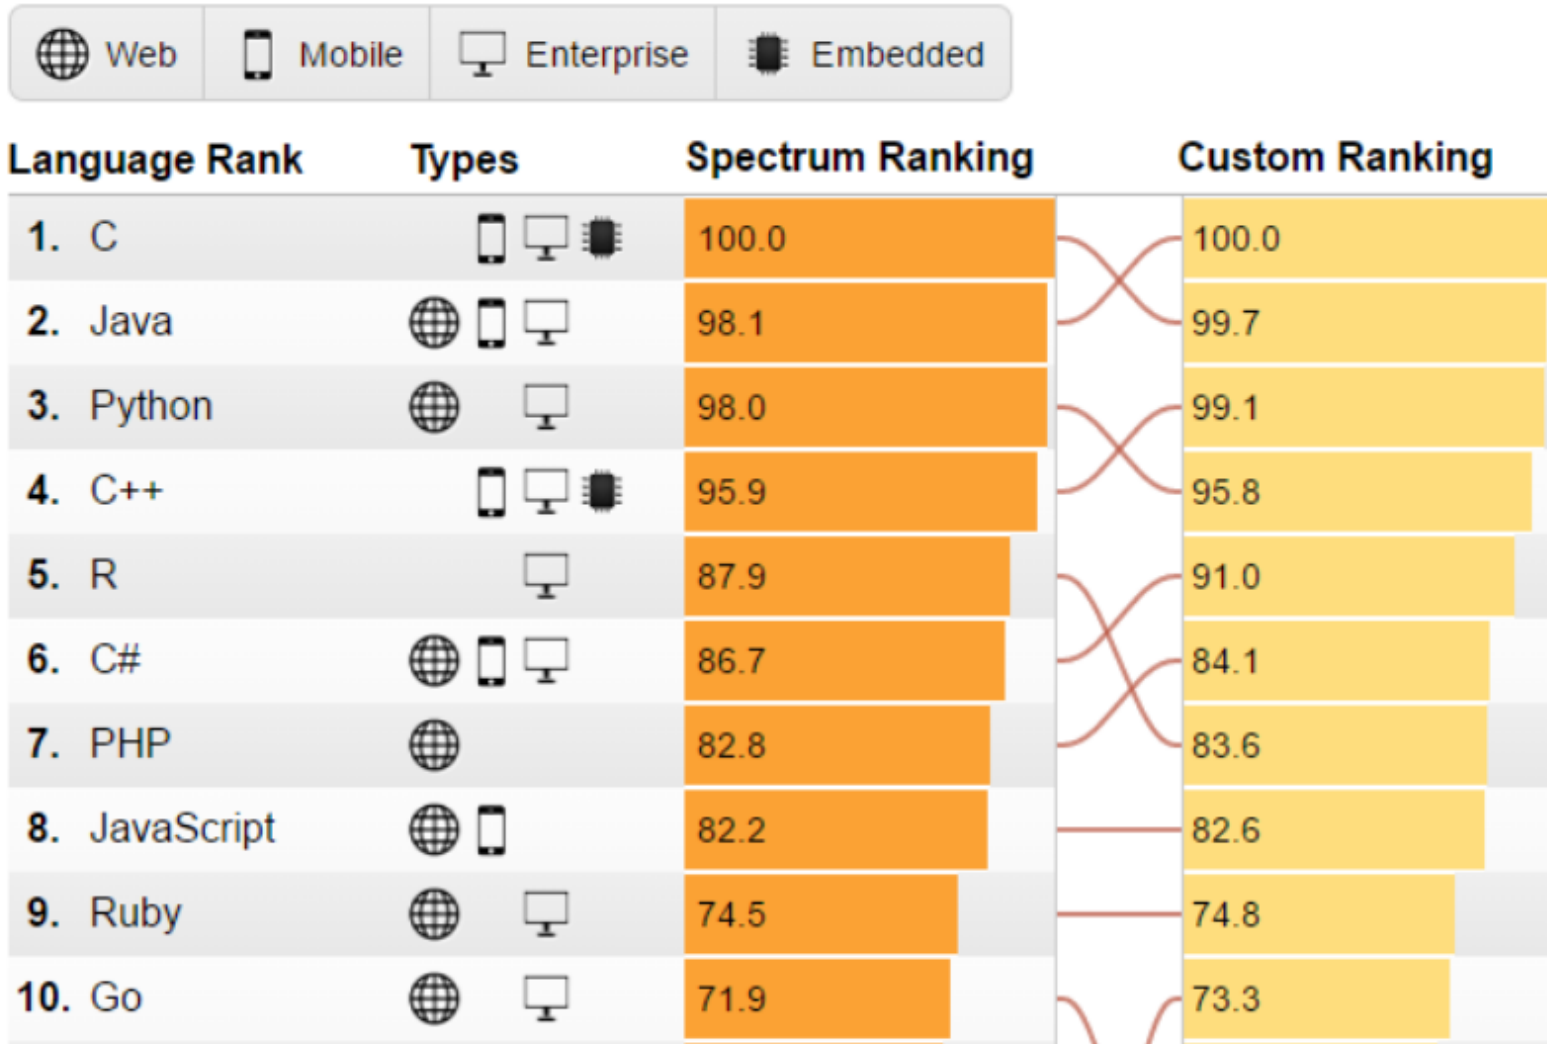 Web Mobile Enterprise Embedded
Language Rank Types Spectrum Ranking Custom Ranking
1. C 100.0 100.0
2. Java 98.1 99.7
3. Python 98.0 99.1
4. C++ 95.9 95.8
5. R 87.9 91.0
6. C# 86.7 84.1
7. PHP 82.8 83.6
8. JavaScript 82.2 82.6
9. Ruby 74.5 74.8
10. Go 71.9 73.3